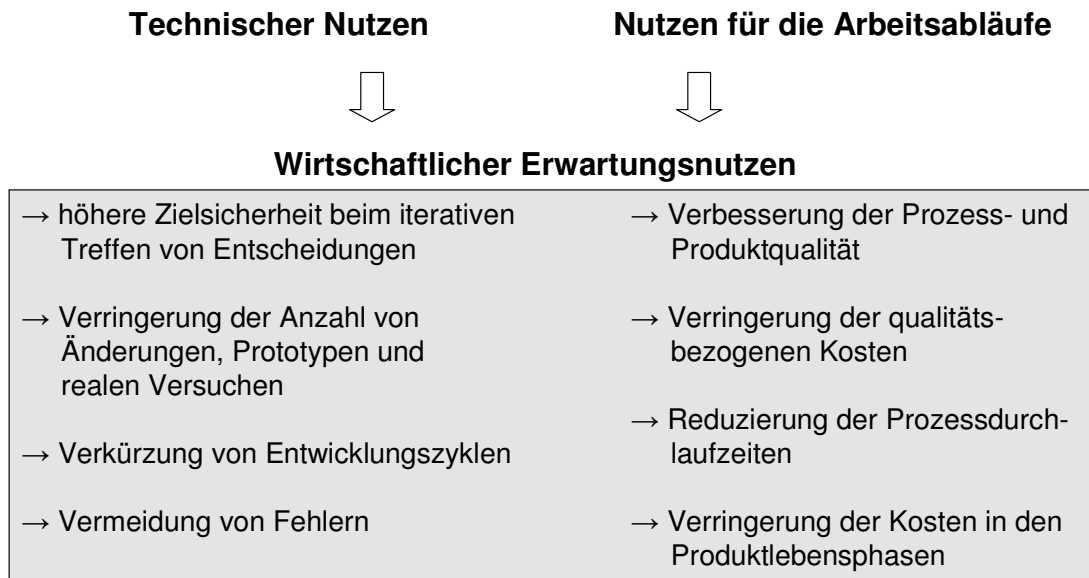 Technischer Nutzen
Nutzen für die Arbeitsabläufe
Wirtschaftlicher Erwartungsnutzen
→ höhere Zielsicherheit beim iterativen
Treffen von Entscheidungen
→ Verringerung der Anzahl von
Änderungen, Prototypen und
realen Versuchen
→ Verkürzung von Entwicklungszyklen
→ Vermeidung von Fehlern
→ Verbesserung der Prozess- und
Produktqualität
→ Verringerung der qualitäts-
bezogenen Kosten
→ Reduzierung der Prozessdurch-
laufzeiten
→ Verringerung der Kosten in den
Produktlebensphasen